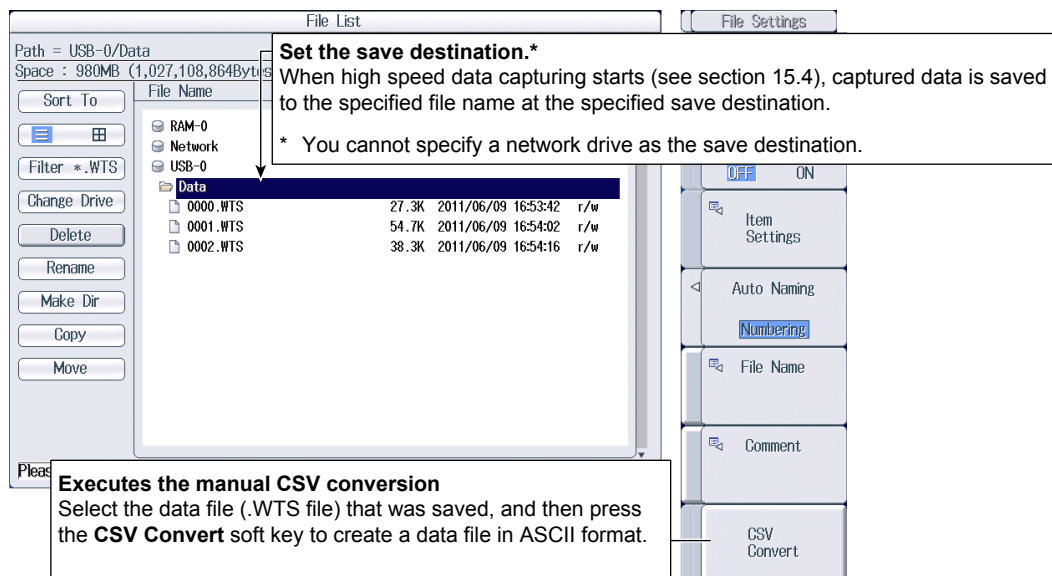 File List
Path = USB-0/Data
Space : 980MB (1,027,108,864Bytes
File Name
Sort To
Filter *.WTS
Change Drive
Delete
Rename
Make Dir
Copy
Move
RAM-0
Network
USB-0
Data
0000.WTS 27.3K 2011/06/09 16:53:42 r/w
0001.WTS 54.7K 2011/06/09 16:54:02 r/w
0002.WTS 38.3K 2011/06/09 16:54:16 r/w
Set the save destination.*
When high speed data capturing starts (see section 15.4), captured data is saved
to the specified file name at the specified save destination.
* You cannot specify a network drive as the save destination.
File Settings
OFF ON
Item
Settings
Auto Naming
Numbering
File Name
Comment
CSV
Convert
Executes the manual CSV conversion
Select the data file (.WTS file) that was saved, and then press
the CSV Convert soft key to create a data file in ASCII format.